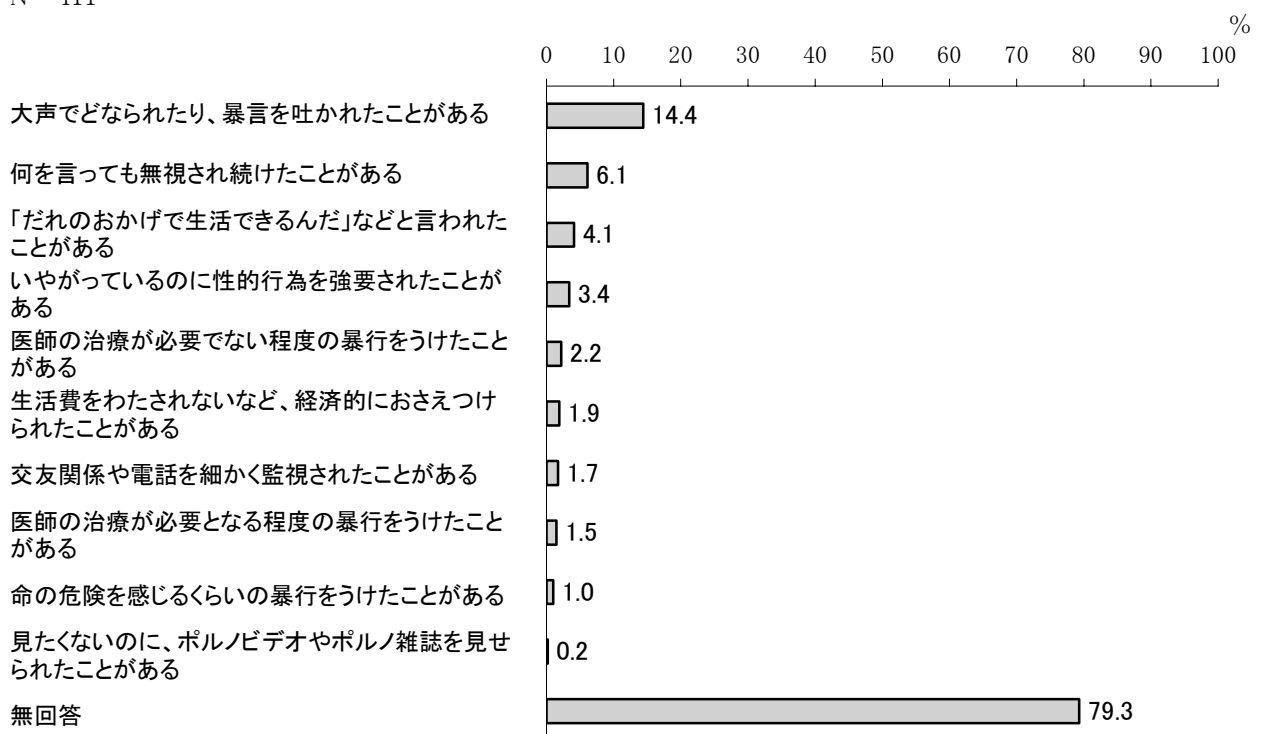 %
0 10 20 30 40 50 60 70 80 90 100
大声でどなられたり、暴言を吐かれたことがある 14.4
何を言っても無視され続けたことがある 6.1
「だれのおかげで生活できるんだ」などと言われた
ことがある 4.1
いやがっているのに性的行為を強要されたことが
ある 3.4
医師の治療が必要でない程度の暴行をうけたこと
がある 2.2
生活費をわたされないなど、経済的におさえつけ
られたことがある 1.9
交友関係や電話を細かく監視されたことがある 1.7
医師の治療が必要となる程度の暴行をうけたこと
がある 1.5
命の危険を感じるくらいの暴行をうけたことがある 1.0
見たくないのに、ポルノビデオやポルノ雑誌を見せ
られたことがある 0.2
無回答 79.3